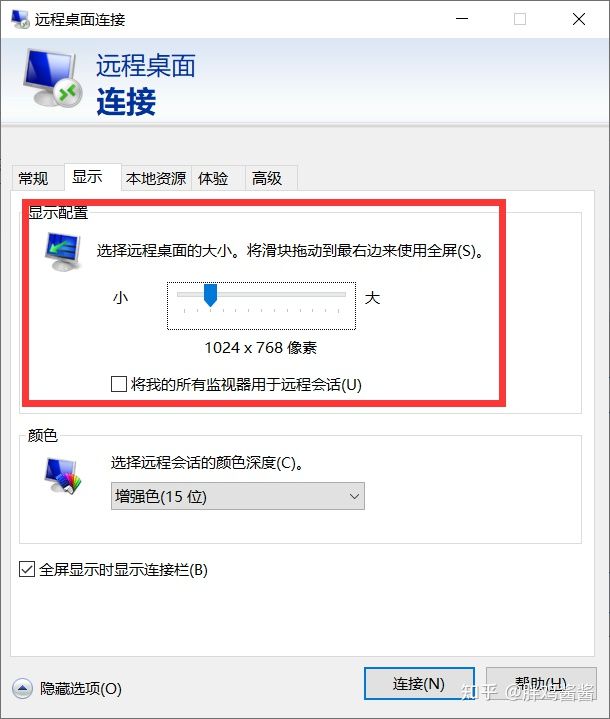 远程桌面连接
远程桌面
连接
常规 显示 本地资源 体验 高级
显示配置
选择远程桌面的大小。将滑块拖动到最右边来使用全屏(S)。
小 大
1024 x 768 像素
将我的所有监视器用于远程会话(U)
颜色
选择远程会话的颜色深度(C)。
增强色(15 位)
全屏显示时显示连接栏(B)
隐藏选项(O) 连接(N) 帮助(H)
知乎 @胖鸡酱酱